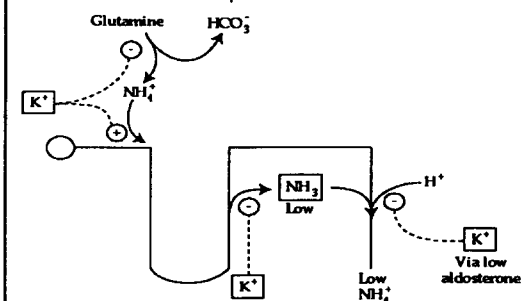 Glutamine HCO₃⁻
-
NH₄⁺
K⁺
+
NH₃ H⁺
Low
-
-
K⁺
Via low
aldosterone
K⁺
Low
NH₄⁺